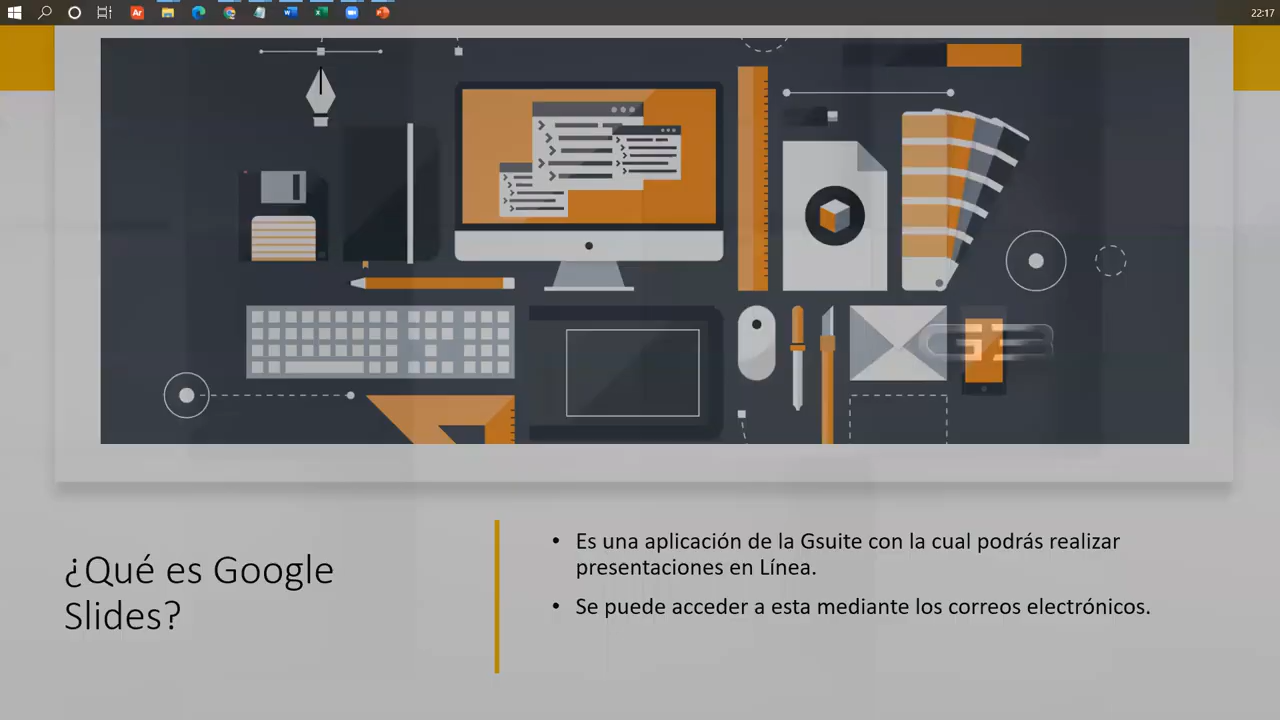 22:17
¿Qué es Google
Slides?
• Es una aplicación de la Gsuite con la cual podrás realizar
presentaciones en Línea.
• Se puede acceder a esta mediante los correos electrónicos.